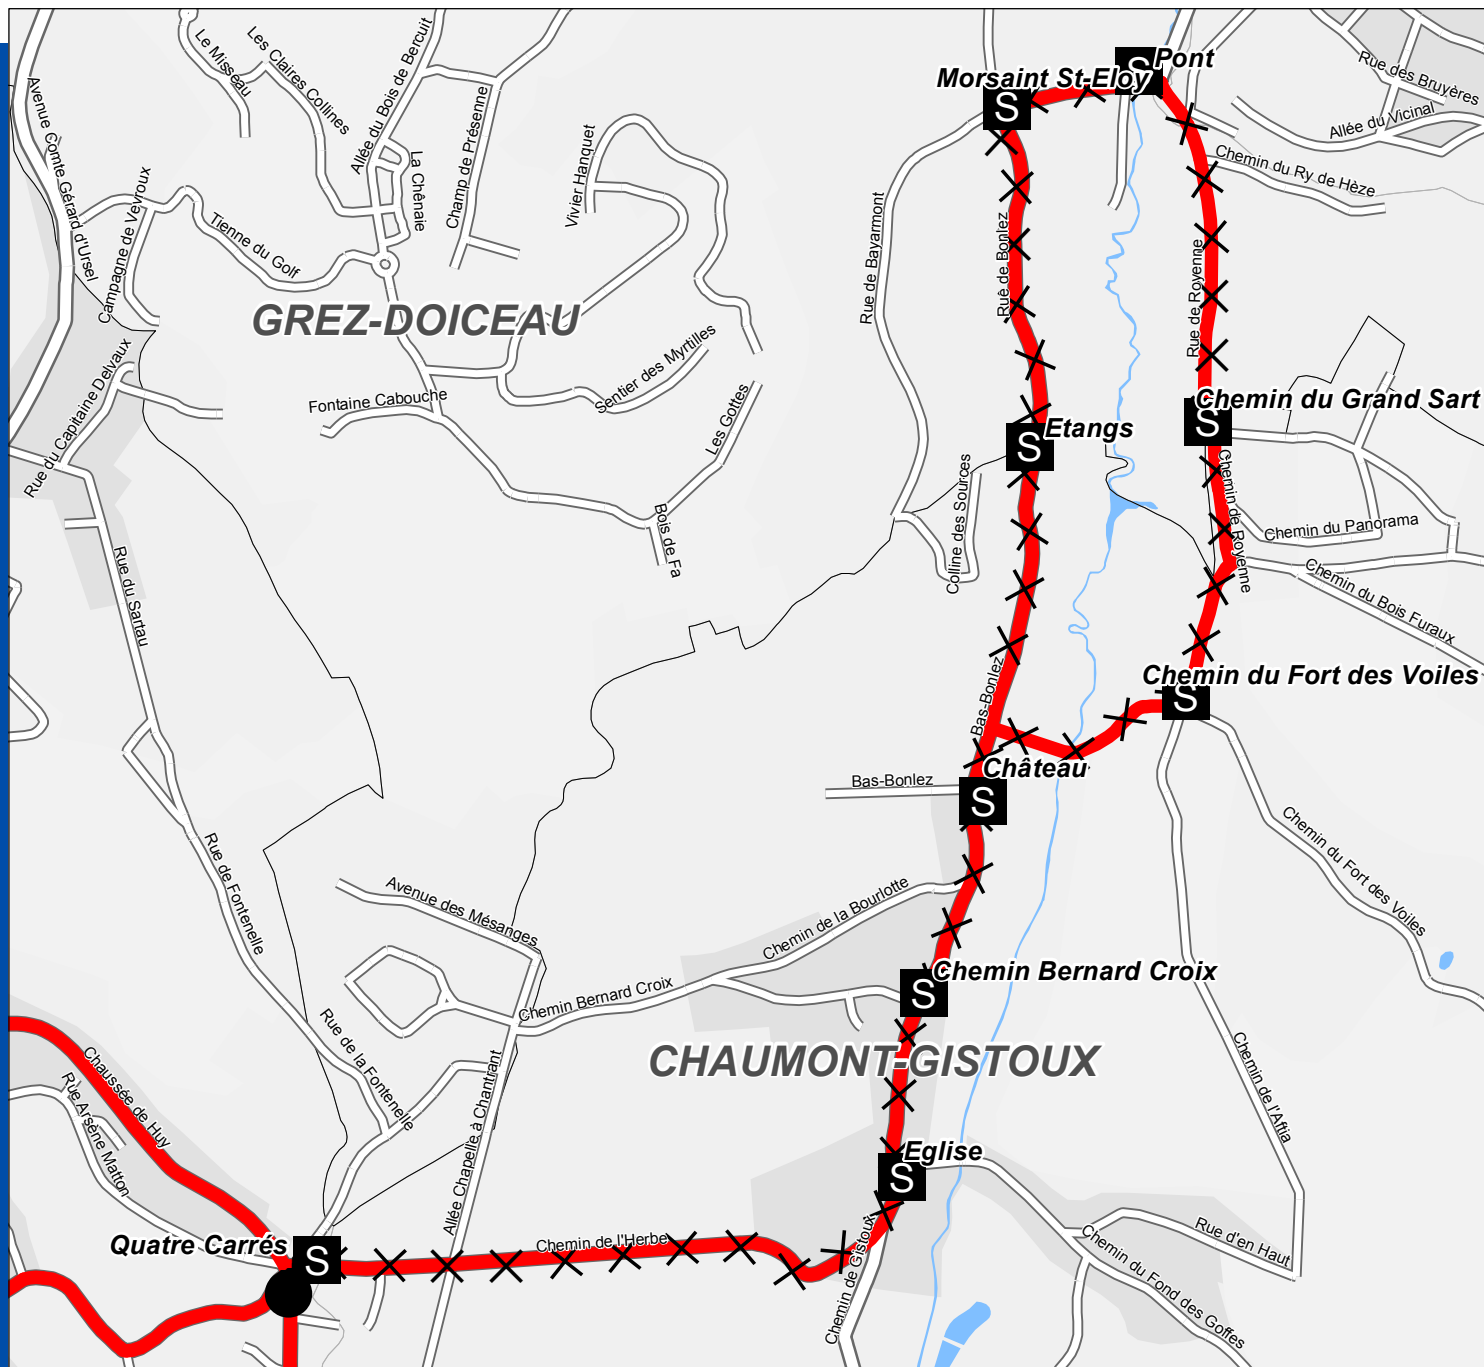 Pont
S
Morsaint St-Eloy
S
Rue des Bruyères
Allée du Vicinal
Chemin du Ry de Hèze
Le Misseau
Les Claires Collines
Allée du Bois de Bercuit
La Chênaie
Champ de Présenne
Vivier Hanquet
Avenue Comte Gérard d'Ursel
Campagne de Vevroux
Tienne du Golf
Rue de Bayarmont
Rue de Bonlez
Rue de Royenne
GREZ-DOICEAU
Sentier des Myrtilles
Rue du Capitaine Delvaux
Fontaine Cabouche
Les Gottes
Chemin du Grand Sart
S
Etangs
S
Colline des Sources
Chemin de Royenne
Bois de Fa
Chemin du Panorama
Chemin du Bois Furaux
Rue du Sartau
Chemin du Fort des Voiles
S
Bas-Bonlez
Château
S
Bas-Bonlez
Chemin du Fort des Voiles
Rue de Fontenelle
Avenue des Mésanges
Chemin de la Bourlotte
Chemin Bernard Croix
S
Chemin Bernard Croix
Rue de la Fontenelle
CHAUMONT-GISTOUX
Chaussée de Huy
Rue Arsène Matton
Allée Chapelle à Chantrant
Chemin de l'Aftia
Eglise
S
Quatre Carrés
S
Chemin de l'Herbe
Chemin de Gistoux
Rue d'en Haut
Chemin du Fond des Goffes